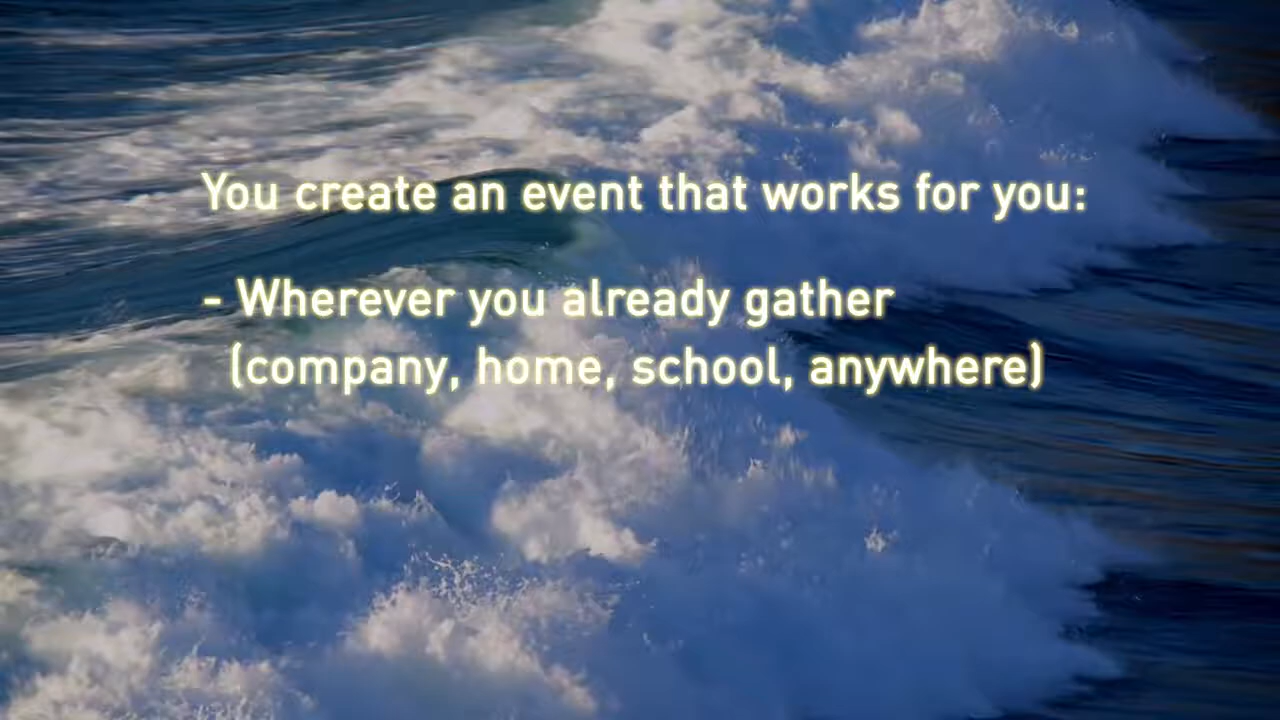 You create an event that works for you:
- Wherever you already gather
(company, home, school, anywhere)